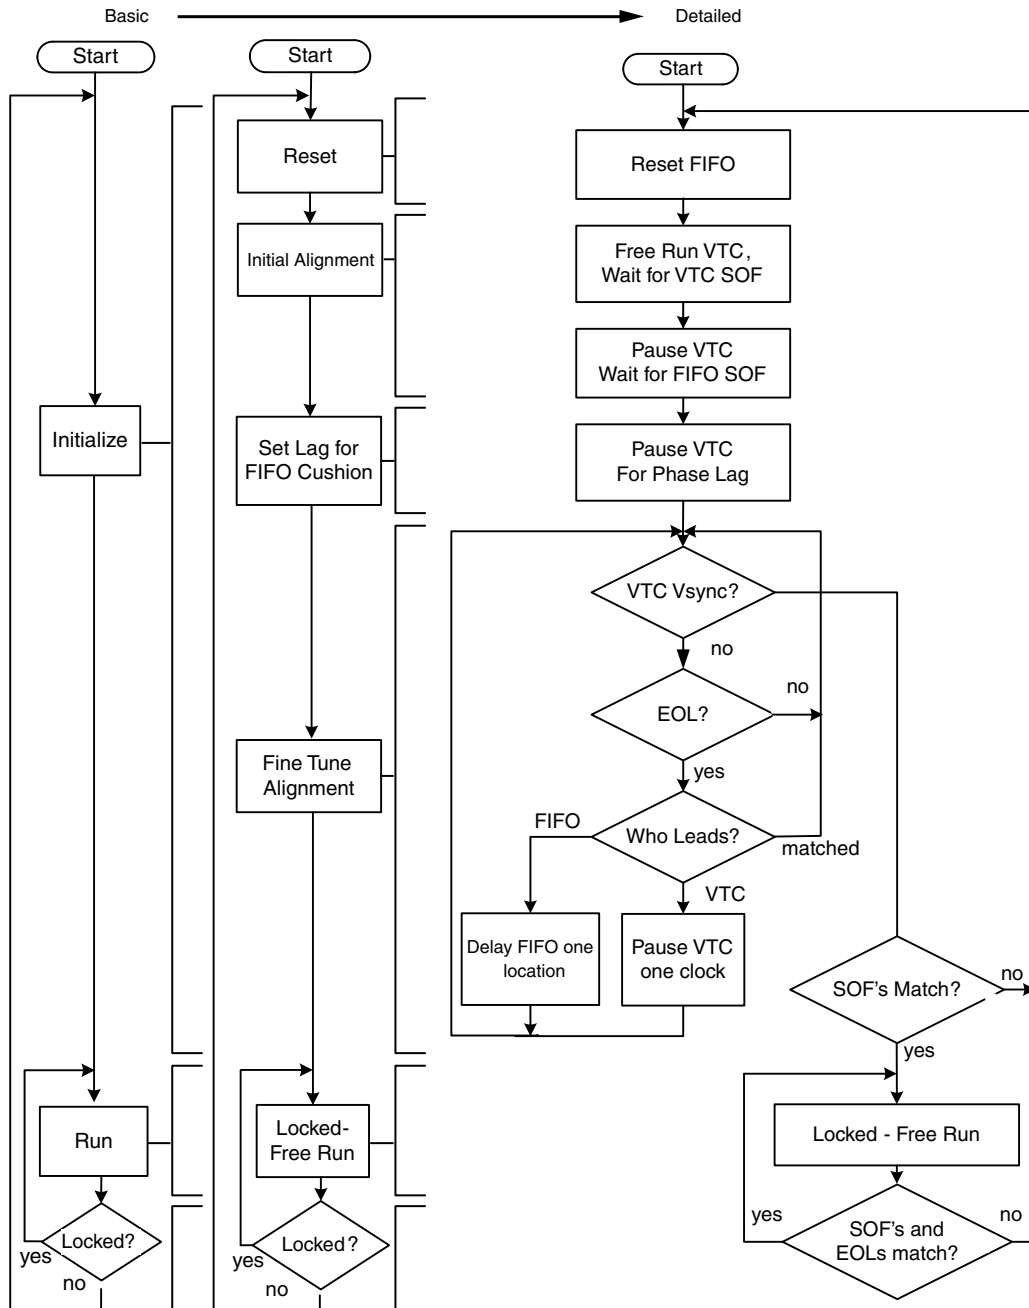 Basic
Detailed
Start
Initialize
Run
Locked?
yes
no
Start
Reset
Initial Alignment
Set Lag for
FIFO Cushion
Fine Tune
Alignment
Locked-
Free Run
Locked?
yes
no
Start
Reset FIFO
Free Run VTC,
Wait for VTC SOF
Pause VTC
Wait for FIFO SOF
Pause VTC
For Phase Lag
VTC Vsync?
no
EOL?
no
yes
Who Leads?
FIFO
matched
VTC
Delay FIFO one
location
Pause VTC
one clock
SOF's Match?
no
yes
Locked - Free Run
SOF's and
EOLs match?
yes
no